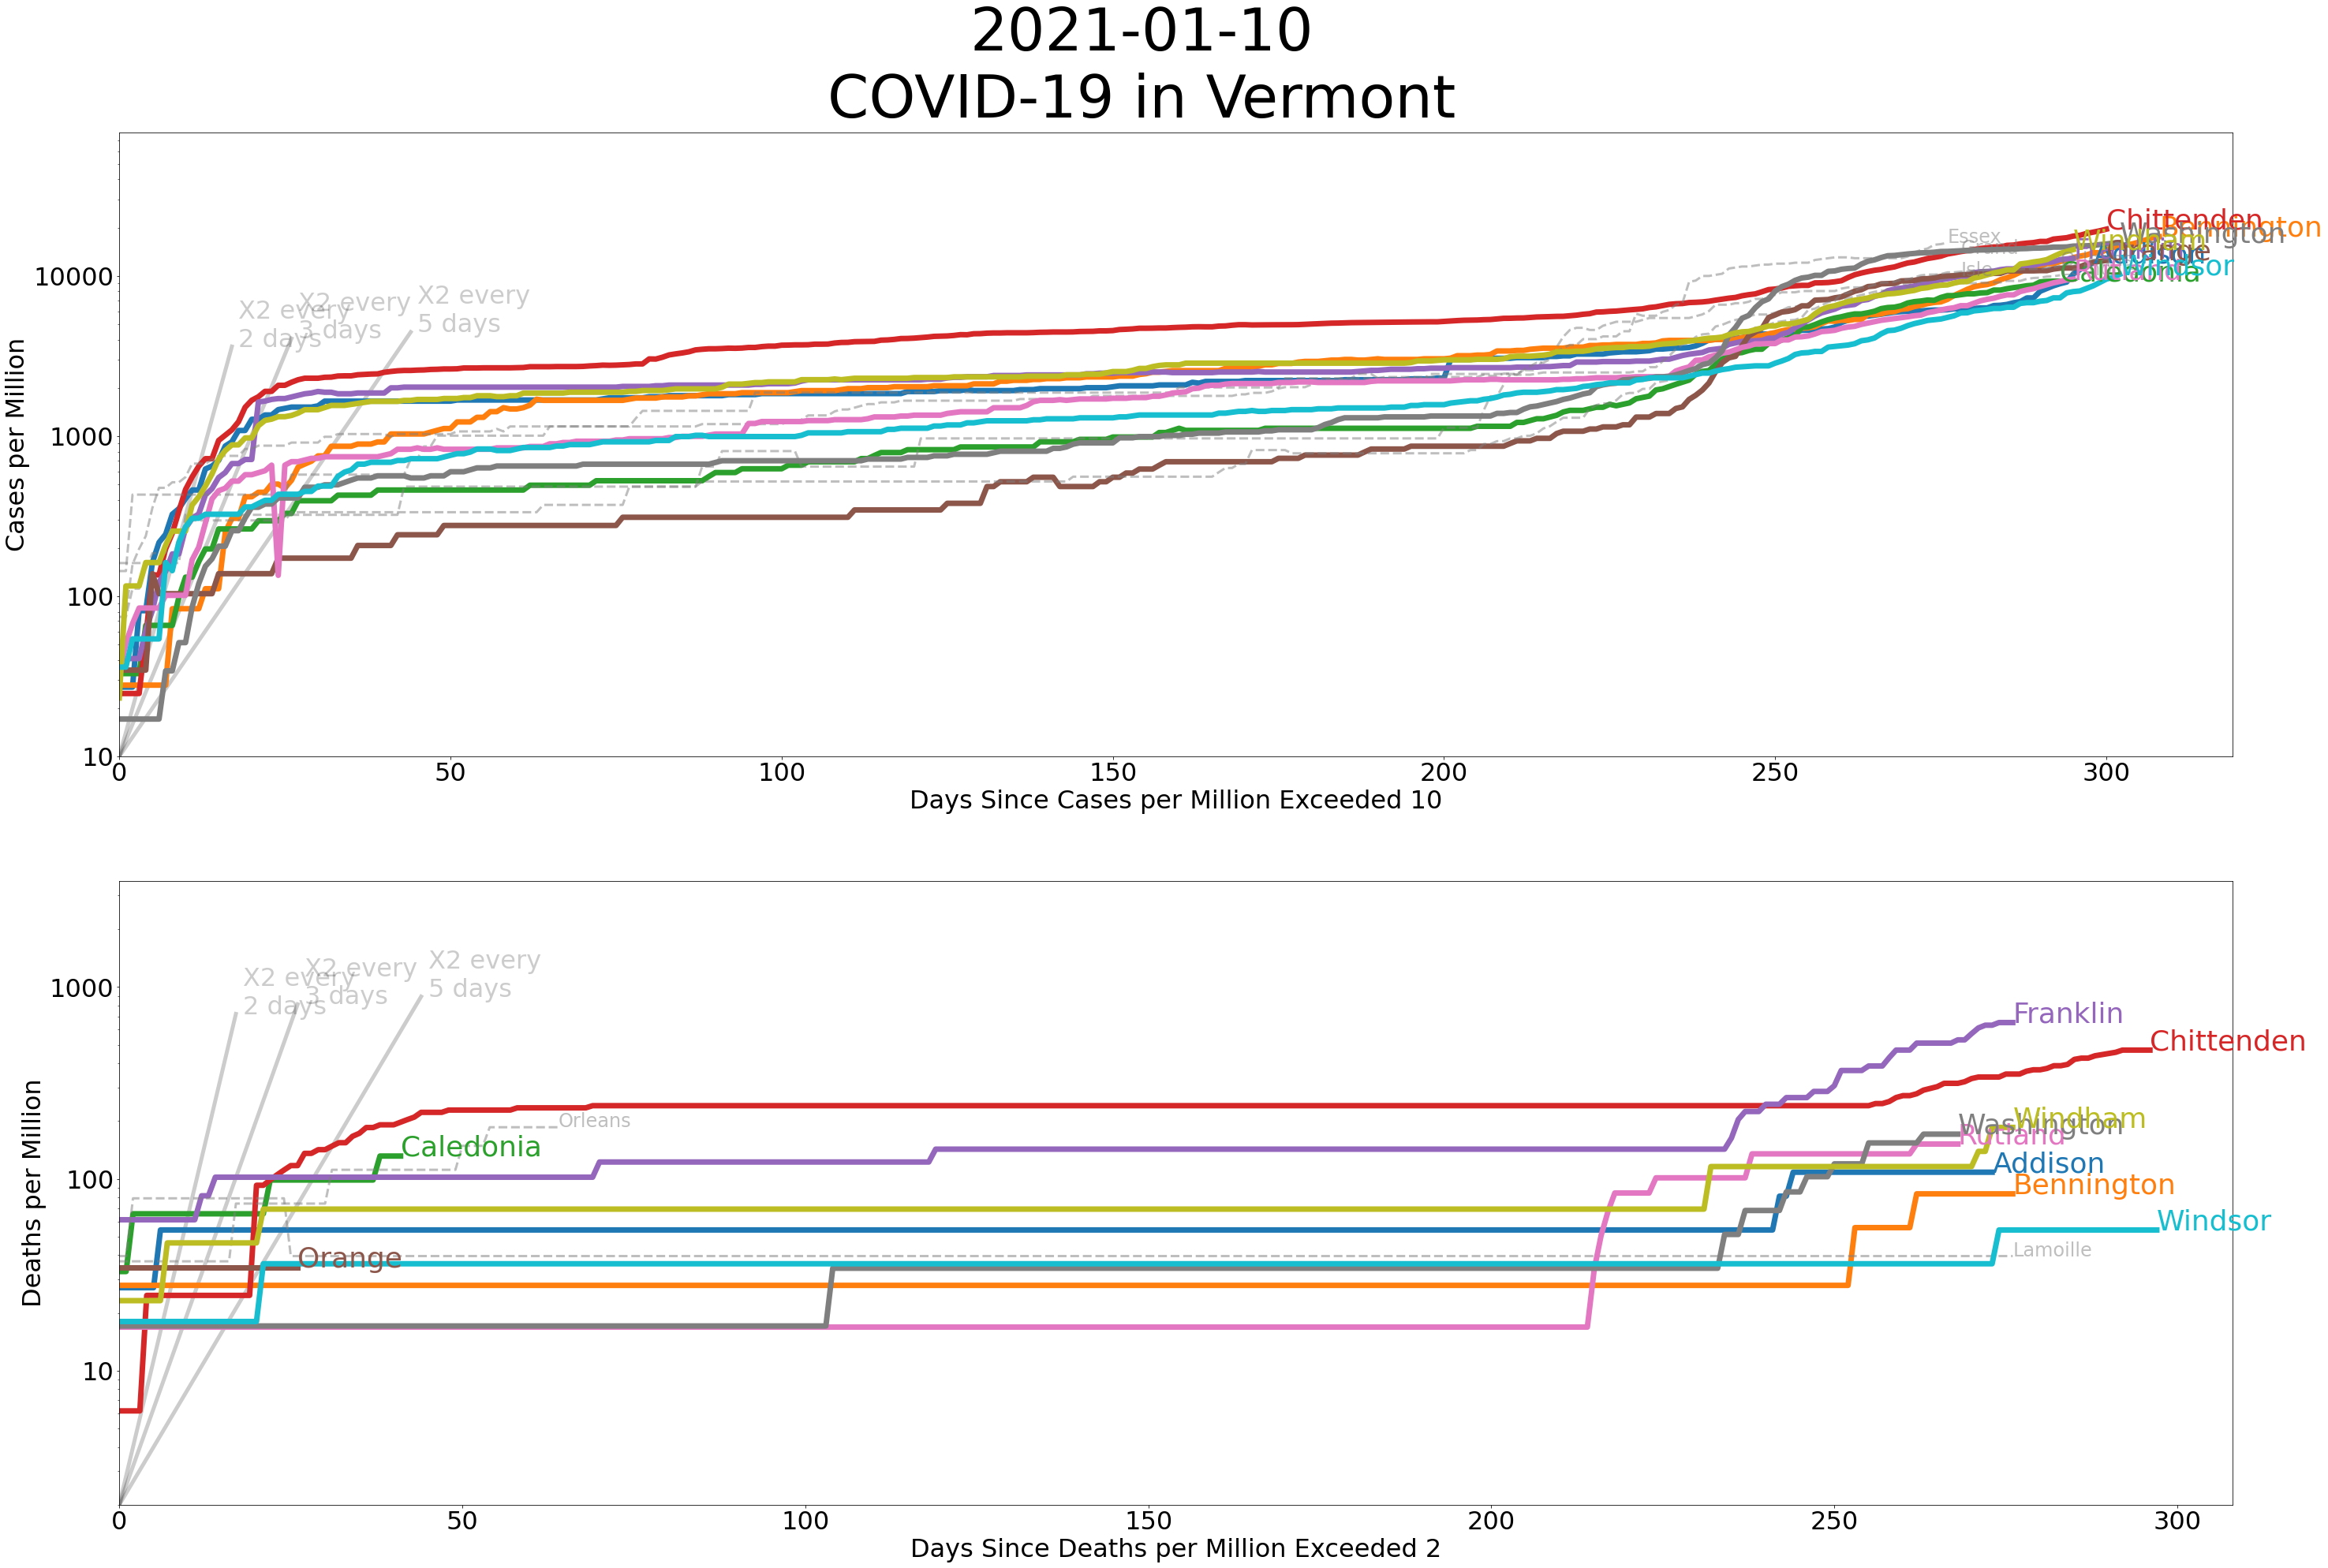 2021-01-10
COVID-19 in Vermont
Cases per Million
10000
1000
100
10
X2 every
2 days
X2 every
3 days
X2 every
5 days
Essex
Chittenden
Bennington
Washington
Windham
Orange
Addison
Windsor
Caledonia
0
50
100
150
200
250
300
Days Since Cases per Million Exceeded 10
Deaths per Million
1000
100
10
X2 every
2 days
X2 every
3 days
X2 every
5 days
Franklin
Chittenden
Orleans
Windham
Washington
Rutland
Caledonia
Addison
Bennington
Windsor
Lamoille
Orange
0
50
100
150
200
250
300
Days Since Deaths per Million Exceeded 2